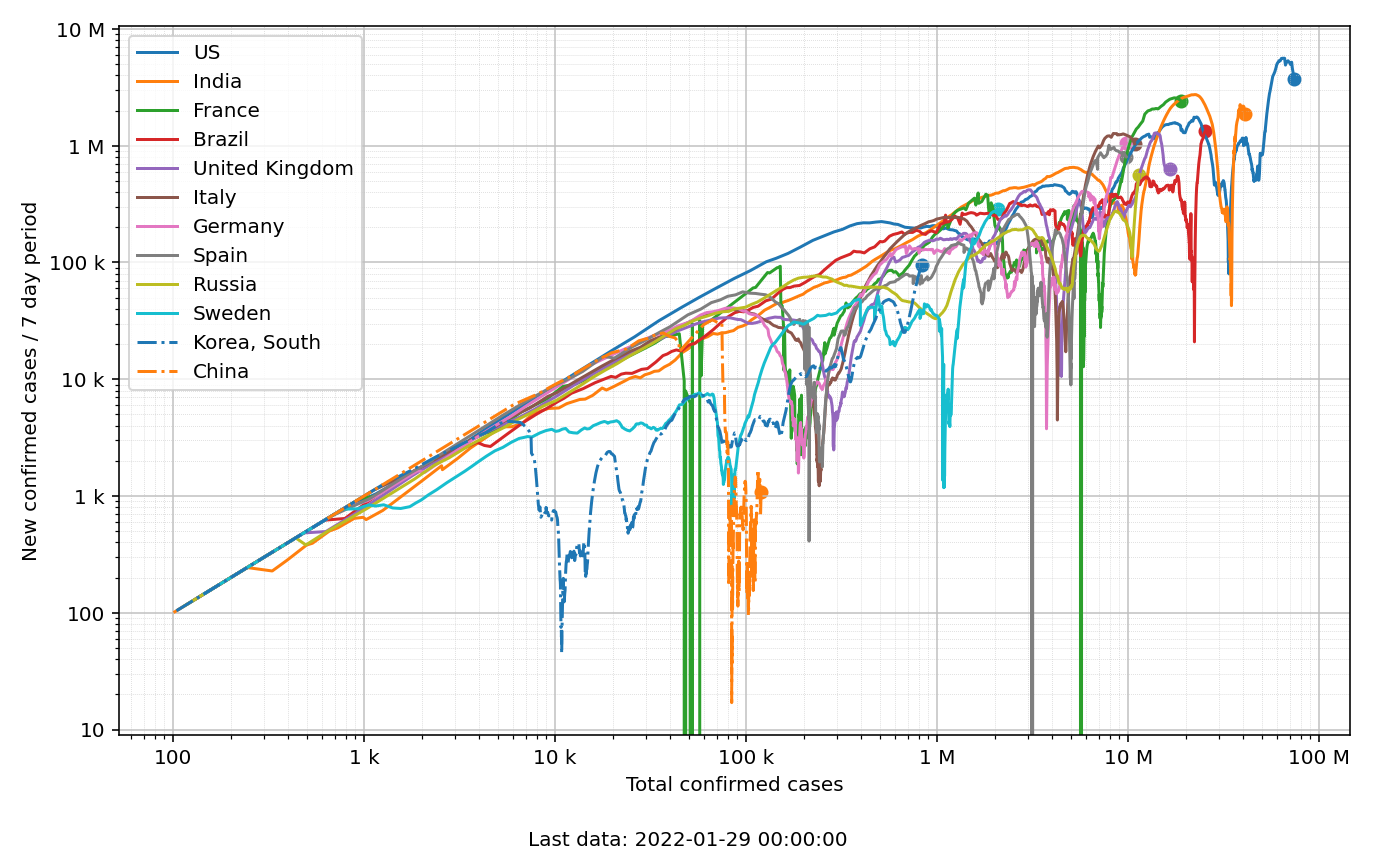 10 M
1 M
100 k
10 k
1 k
100
10
New confirmed cases / 7 day period
US
India
France
Brazil
United Kingdom
Italy
Germany
Spain
Russia
Sweden
Korea, South
China
100
1 k
10 k
100 k
1 M
10 M
100 M
Total confirmed cases
Last data: 2022-01-29 00:00:00